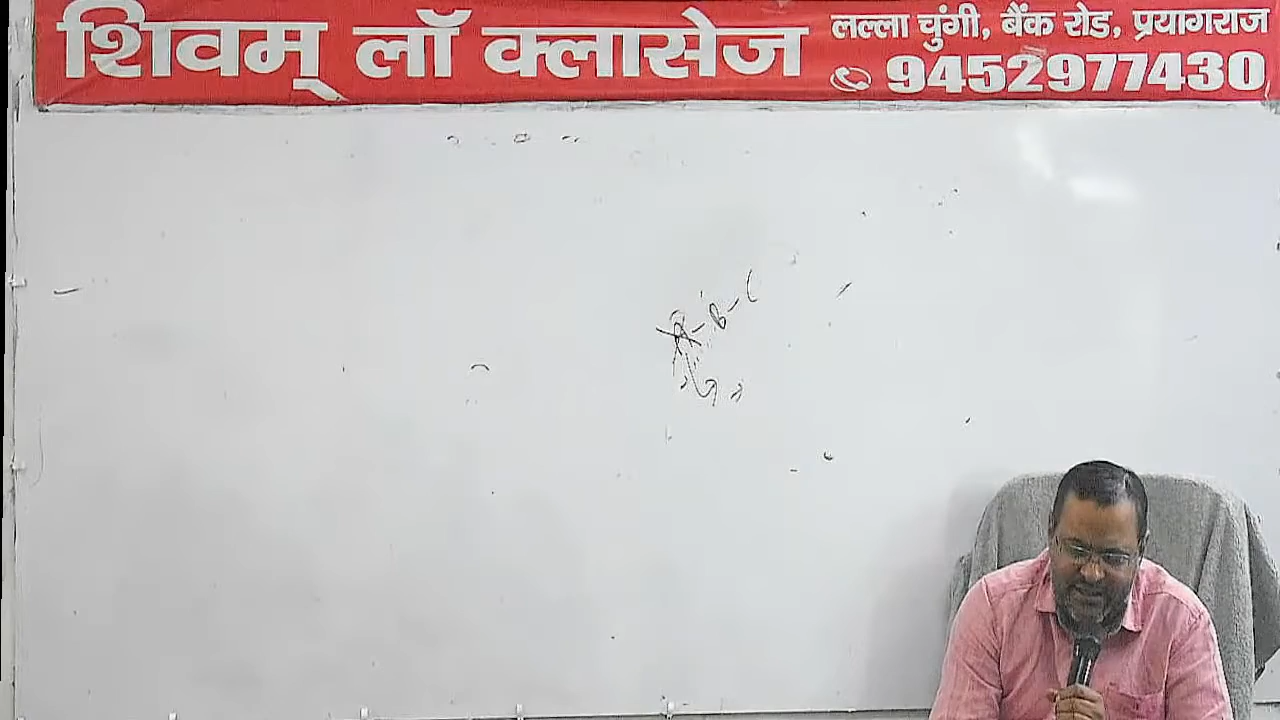 शिवम् लॉ क्लासेज
लल्ला चुंगी, बैंक रोड, प्रयागराज
9452977430
B - C